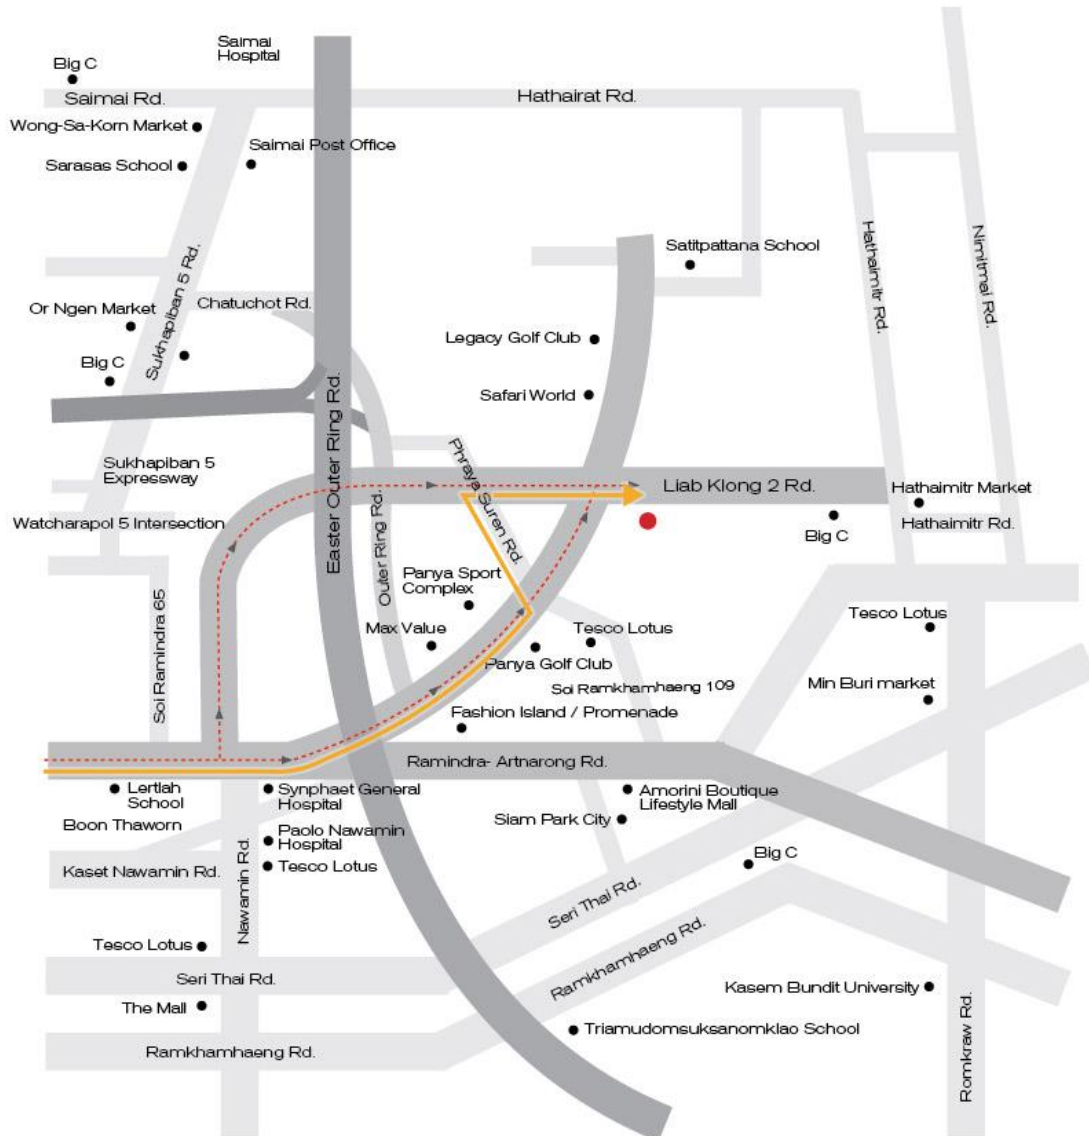 Saimai
Hospital
Big C
Saimai Rd.
Hathairat Rd.
Wong-Sa-Korn Market
Saimai Post Office
Sarasas School
Hathaimitr Rd.
Nimitmai Rd.
Satitpattana School
Sukhapiban 5 Rd.
Chatuchot Rd.
Or Ngen Market
Legacy Golf Club
Big C
Safari World
Easter Outer Ring Rd.
Phraya Suren Rd.
Sukhapiban 5
Expressway
Liab Klong 2 Rd.
Hathaimitr Market
Watcharapol 5 Intersection
Outer Ring Rd.
Big C
Hathaimitr Rd.
Soi Ramindra 65
Panya Sport
Complex
Max Value
Tesco Lotus
Tesco Lotus
Panya Golf Club
Soi Ramkhamhaeng 109
Min Buri market
Fashion Island / Promenade
Ramindra- Artnarong Rd.
Lertlah
School
Synphaet General
Hospital
Amorini Boutique
Lifestyle Mall
Boon Thaworn
Siam Park City
Paolo Nawamin
Hospital
Big C
Kaset Nawamin Rd.
Tesco Lotus
Nawamin Rd.
Seri Thai Rd.
Tesco Lotus
Ramkhamhaeng Rd.
Seri Thai Rd.
Kasem Bundit University
The Mall
Triamudomsuksanomklao School
Ramkhamhaeng Rd.
Romkraw Rd.